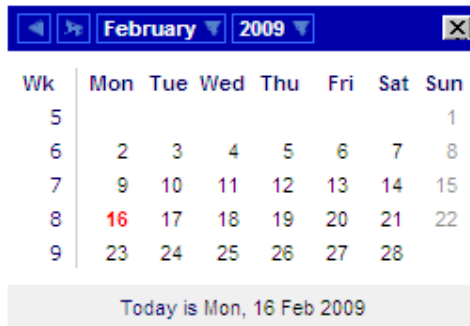 February 2009
Wk Mon Tue Wed Thu Fri Sat Sun
5 1
6 2 3 4 5 6 7 8
7 9 10 11 12 13 14 15
8 16 17 18 19 20 21 22
9 23 24 25 26 27 28
Today is Mon, 16 Feb 2009